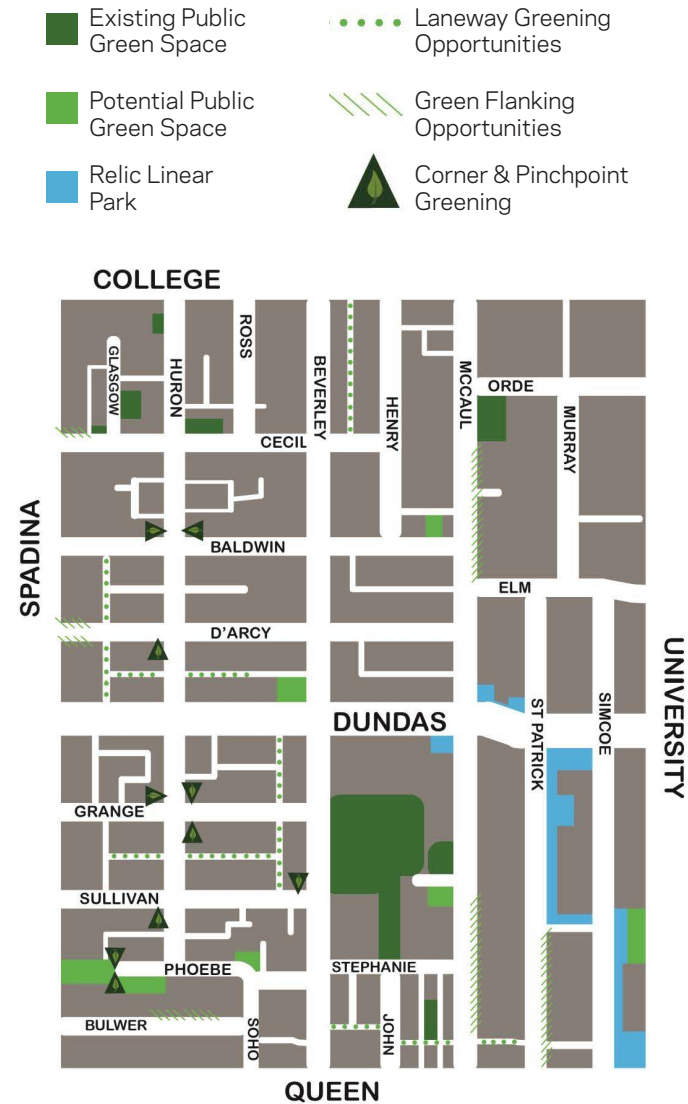 Existing Public
Green Space
Laneway Greening
Opportunities
Potential Public
Green Space
Green Flanking
Opportunities
Relic Linear
Park
Corner & Pinchpoint
Greening
COLLEGE
GLASGOW
HURON
ROSS
BEVERLEY
HENRY
MCCAUL
ORDE
MURRAY
CECIL
SPADINA
BALDWIN
ELM
D'ARCY
UNIVERSITY
DUNDAS
ST PATRICK
SIMCOE
GRANGE
SULLIVAN
PHOEBE
STEPHANIE
BULWER
SOHO
JOHN
QUEEN